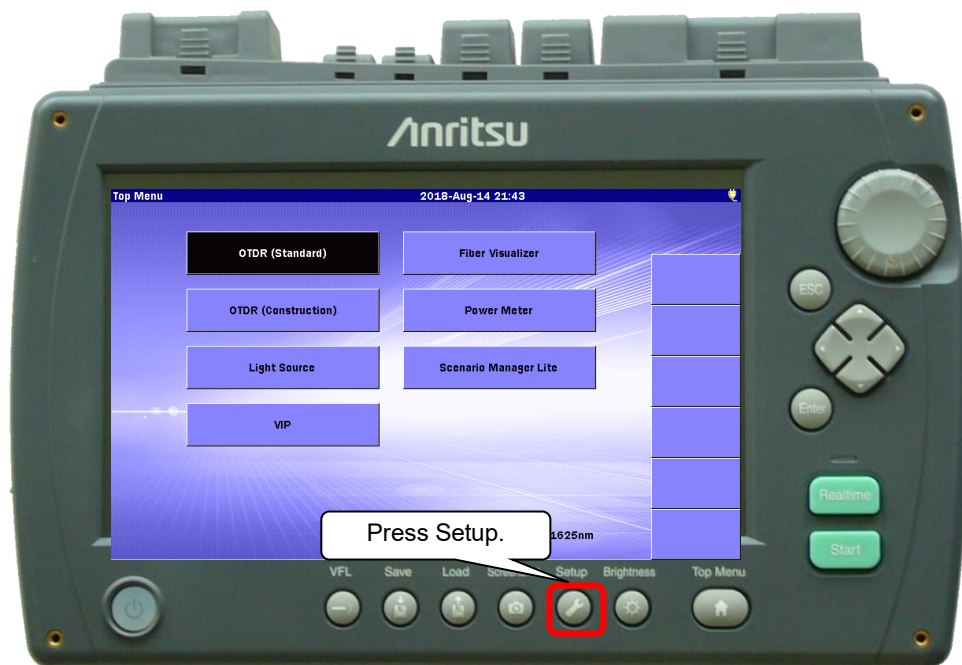 Anritsu
Top Menu 2018-Aug-14 21:43
OTDR (Standard) Fiber Visualizer
OTDR (Construction) Power Meter
Light Source Scenario Manager Lite
VIP
ESC
Enter
Realtime
Start
Press Setup.
1625nm
VFL Save Load Setup Brightness Top Menu